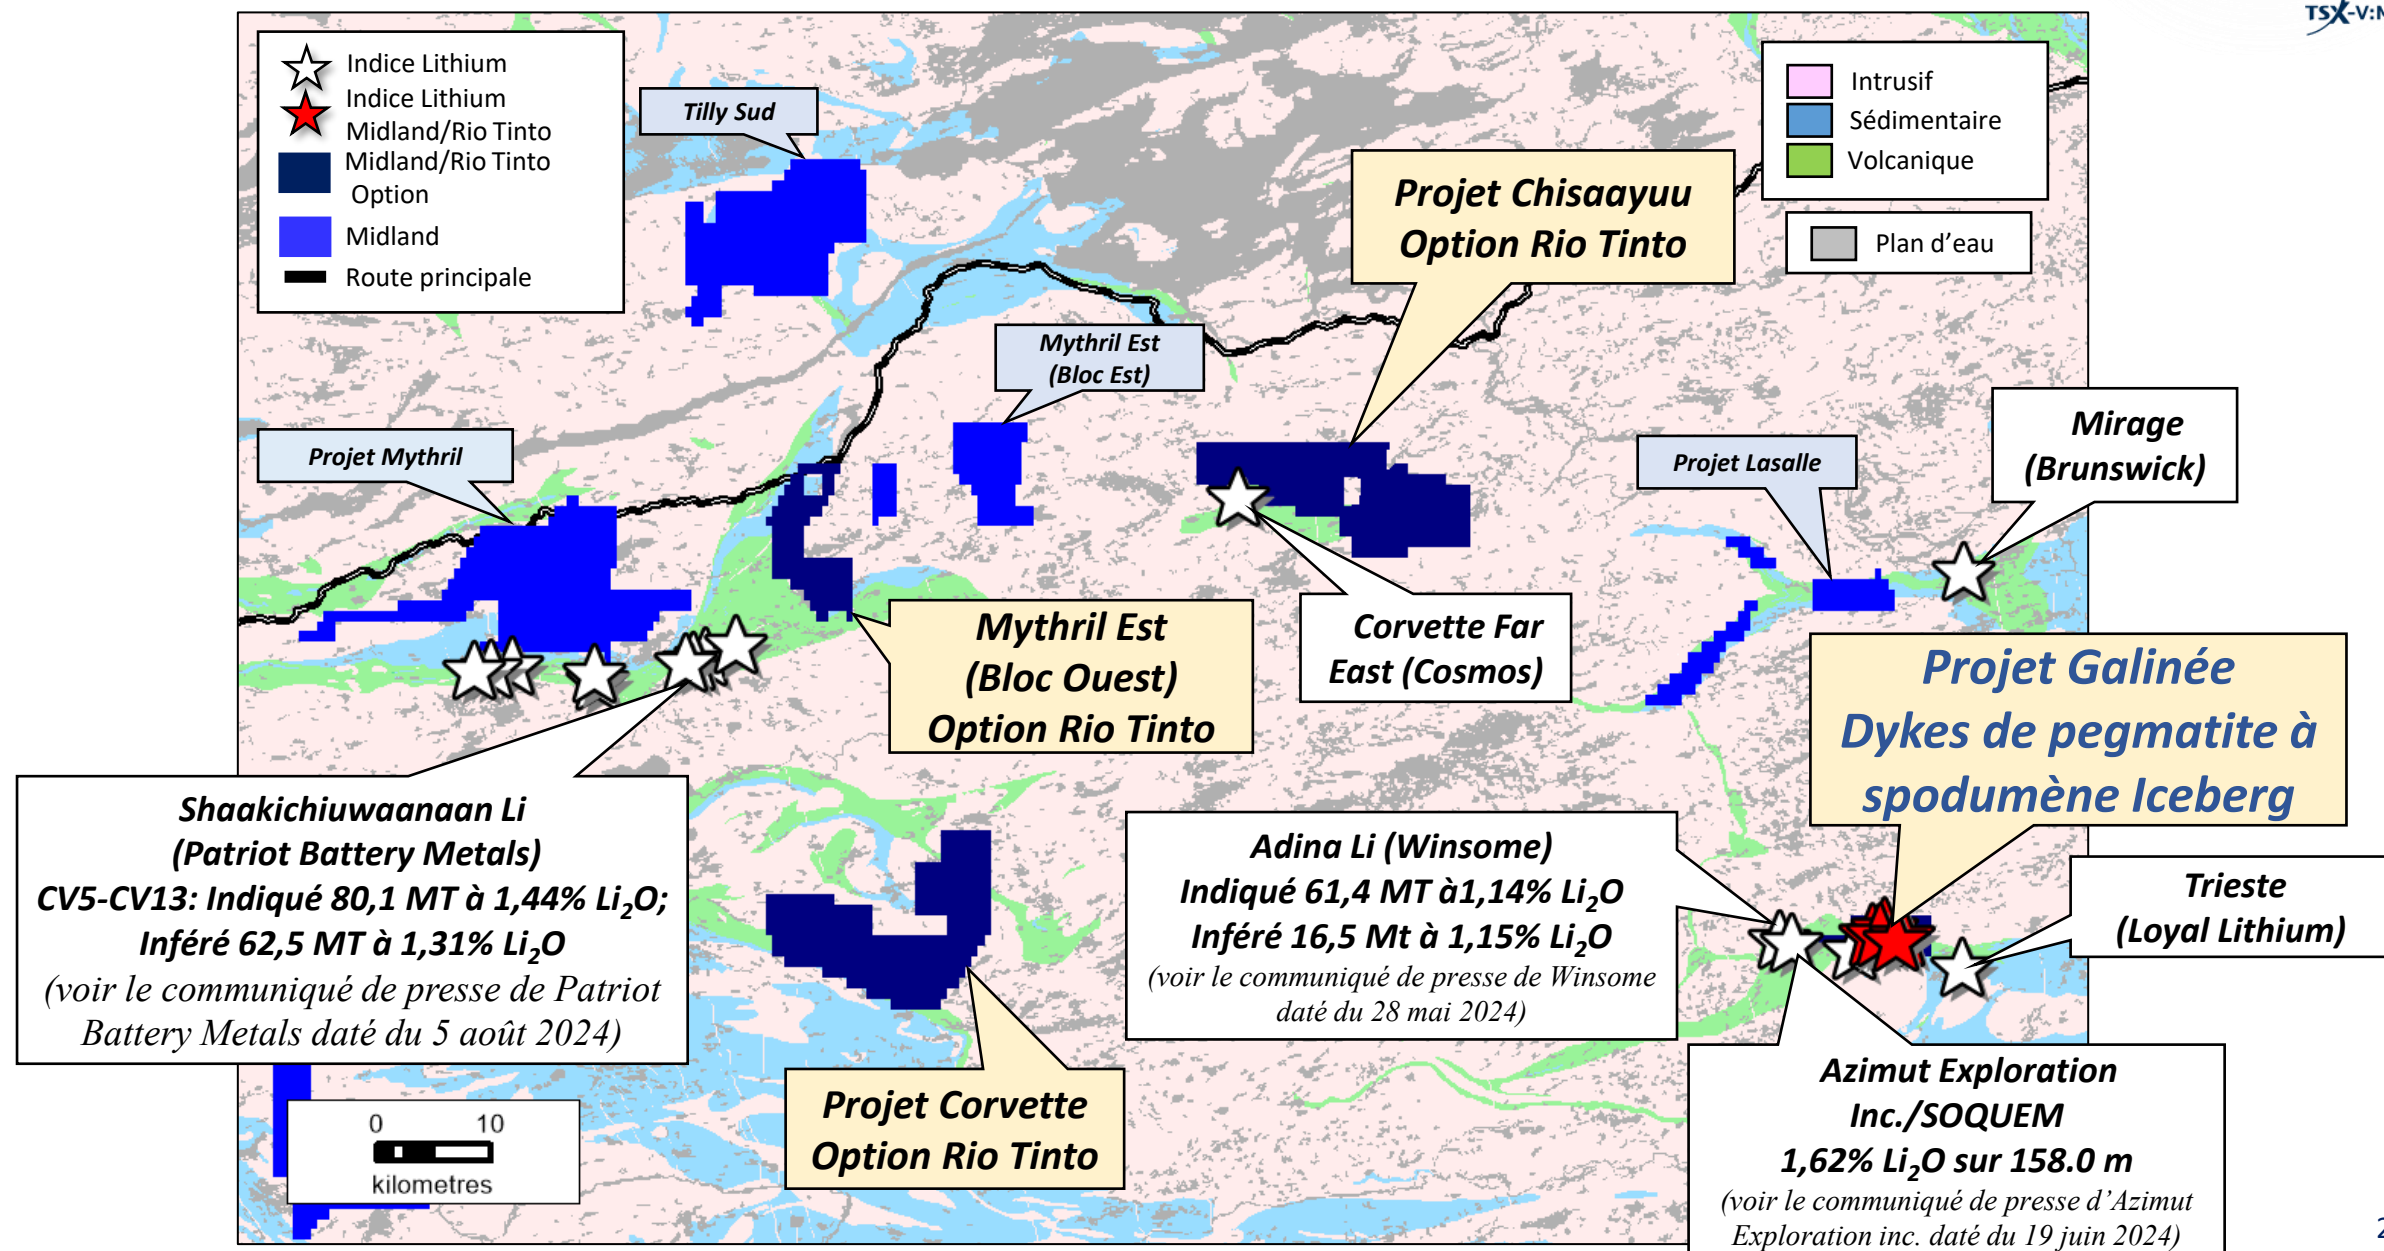 TSX-V:M
Indice Lithium
Indice Lithium
Midland/Rio Tinto
Midland/Rio Tinto
Option
Midland
Route principale
Tilly Sud
Intrusif
Sédimentaire
Volcanique
Plan d’eau
Projet Chisaayuu
Option Rio Tinto
Mythril Est
(Bloc Est)
Projet Mythril
Projet Lasalle
Mirage
(Brunswick)
Mythril Est
(Bloc Ouest)
Option Rio Tinto
Corvette Far
East (Cosmos)
Projet Galinée
Dykes de pegmatite à
spodumène Iceberg
Shaakichiuwaanaan Li
(Patriot Battery Metals)
CV5-CV13: Indiqué 80,1 MT à 1,44% Li₂O;
Inféré 62,5 MT à 1,31% Li₂O
(voir le communiqué de presse de Patriot
Battery Metals daté du 5 août 2024)
Adina Li (Winsome)
Indiqué 61,4 MT à1,14% Li₂O
Inféré 16,5 Mt à 1,15% Li₂O
(voir le communiqué de presse de Winsome
daté du 28 mai 2024)
Trieste
(Loyal Lithium)
Projet Corvette
Option Rio Tinto
Azimut Exploration
Inc./SOQUEM
1,62% Li₂O sur 158.0 m
(voir le communiqué de presse d’Azimut
Exploration inc. daté du 19 juin 2024)
0 10
kilometres
2